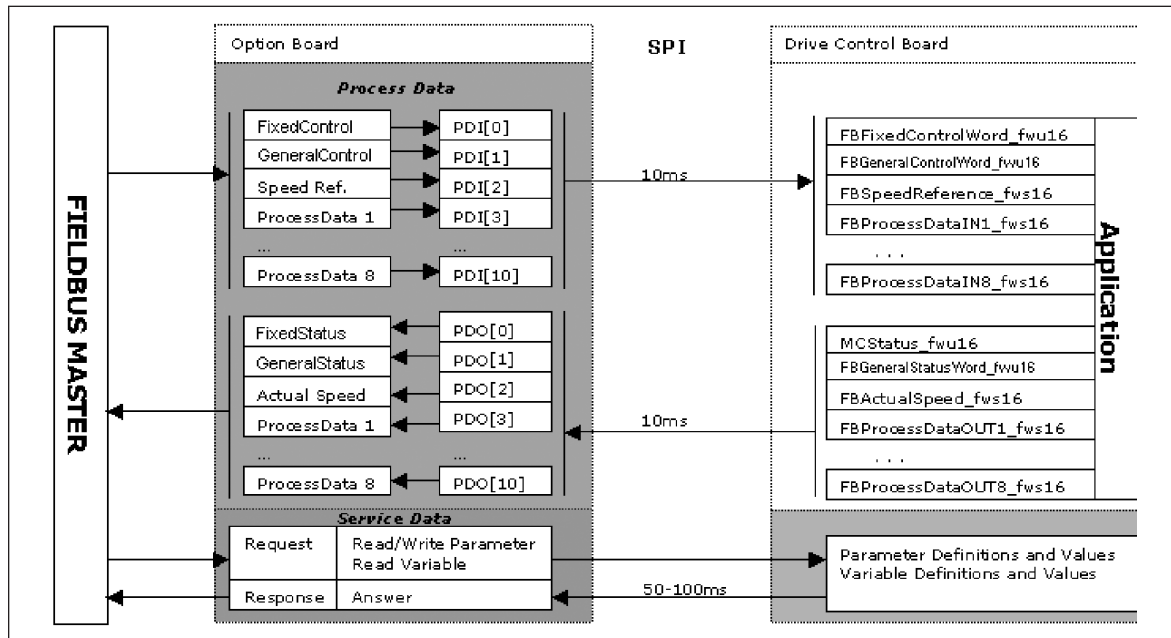 Option Board
SPI
Drive Control Board
Process Data
FixedControl
PDI[0]
GeneralControl
PDI[1]
Speed Ref.
PDI[2]
ProcessData 1
PDI[3]
...
...
ProcessData 8
PDI[10]
10ms
FBFixedControlWord_fwu16
FBGeneralControlWord_fwu16
FBSpeedReference_fws16
FBProcessDataIN1_fws16
. . .
FBProcessDataIN8_fws16
FIELDBUS MASTER
Application
FixedStatus
PDO[0]
GeneralStatus
PDO[1]
Actual Speed
PDO[2]
ProcessData 1
PDO[3]
...
...
ProcessData 8
PDO[10]
10ms
MCStatus_fwu16
FBGeneralStatusWord_fwu16
FBActualSpeed_fws16
FBProcessDataOUT1_fws16
. . .
FBProcessDataOUT8_fws16
Service Data
Request
Read/Write Parameter
Read Variable
Response
Answer
50-100ms
Parameter Definitions and Values
Variable Definitions and Values